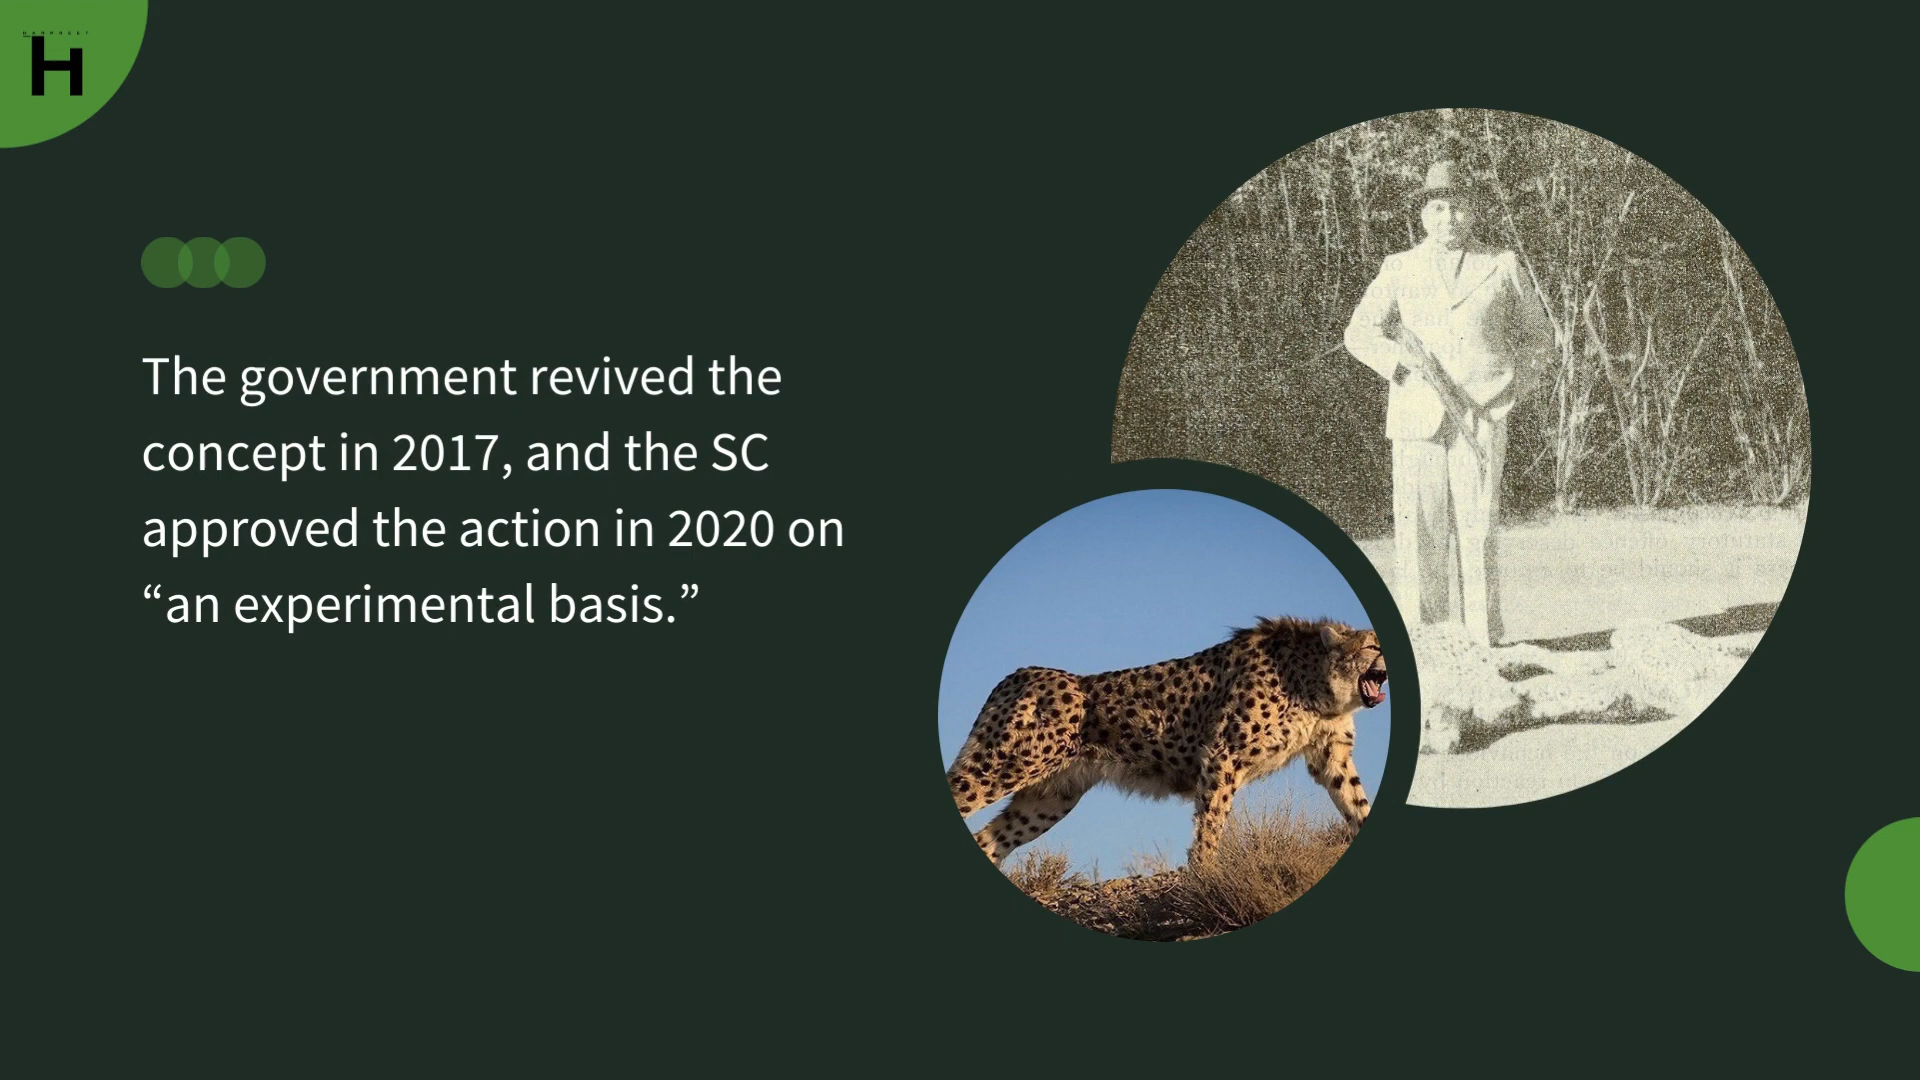 H
The government revived the
concept in 2017, and the SC
approved the action in 2020 on
“an experimental basis.”